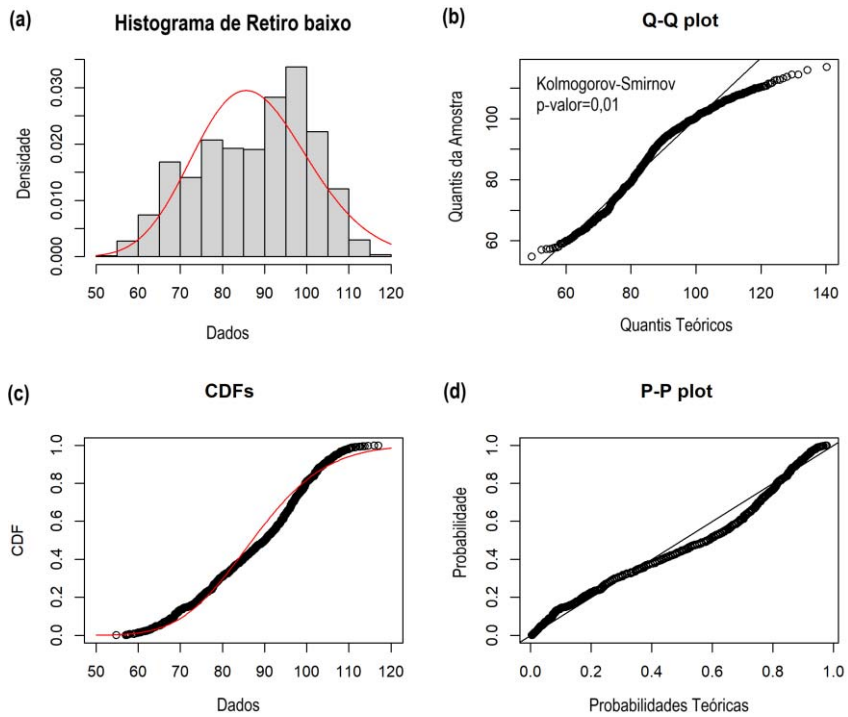 (a)
Histograma de Retiro baixo
Densidade
0.000 0.010 0.020 0.030
50 60 70 80 90 100 110 120
Dados
(b)
Q-Q plot
Kolmogorov-Smirnov
p-valor=0,01
Quantis da Amostra
60 80 100
60 80 100 120 140
Quantis Teóricos
(c)
CDFs
CDF
0.0 0.2 0.4 0.6 0.8 1.0
50 60 70 80 90 100 110 120
Dados
(d)
P-P plot
Probabilidade
0.0 0.2 0.4 0.6 0.8 1.0
0.0 0.2 0.4 0.6 0.8 1.0
Probabilidades Teóricas